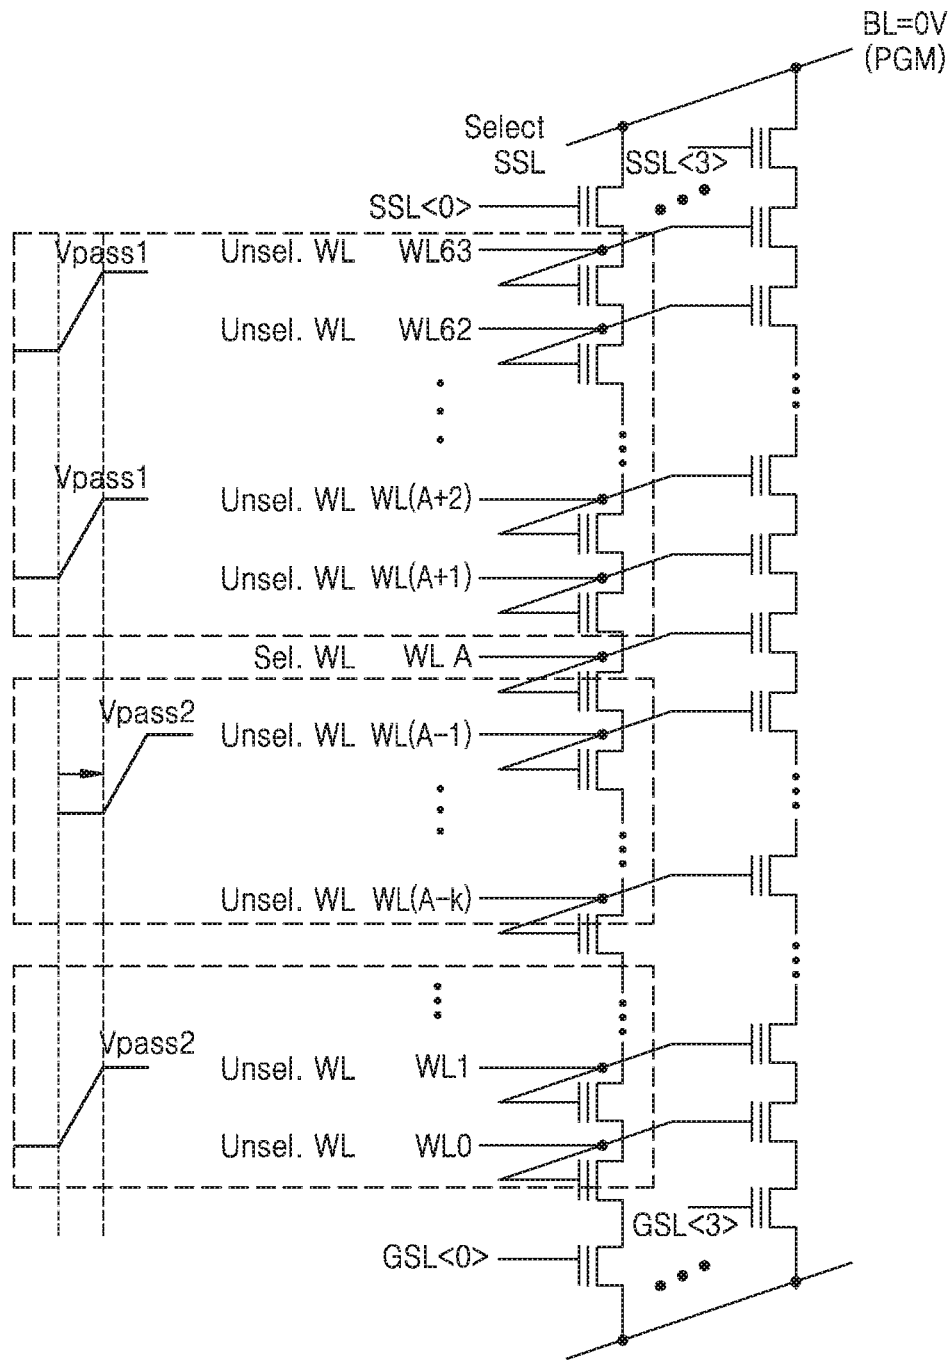 BL=0V
(PGM)
Select
SSL
SSL<3>
SSL<0>
Vpass1
Unsel. WL WL63
Unsel. WL WL62
Vpass1
Unsel. WL WL(A+2)
Unsel. WL WL(A+1)
Sel. WL WL A
Vpass2
Unsel. WL WL(A-1)
Unsel. WL WL(A-k)
Vpass2
Unsel. WL WL1
Unsel. WL WL0
GSL<3>
GSL<0>